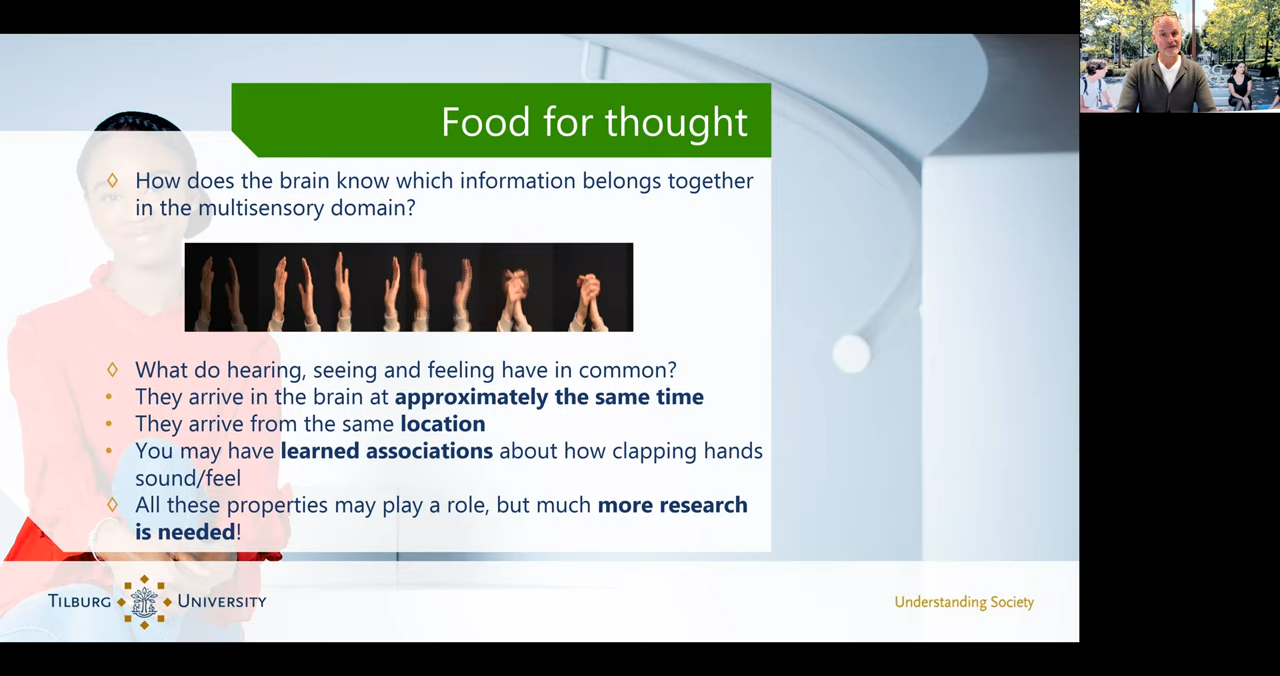 Food for thought
◊ How does the brain know which information belongs together
in the multisensory domain?
◊ What do hearing, seeing and feeling have in common?
• They arrive in the brain at approximately the same time
• They arrive from the same location
• You may have learned associations about how clapping hands
sound/feel
◊ All these properties may play a role, but much more research
is needed!
TILBURG UNIVERSITY
Understanding Society